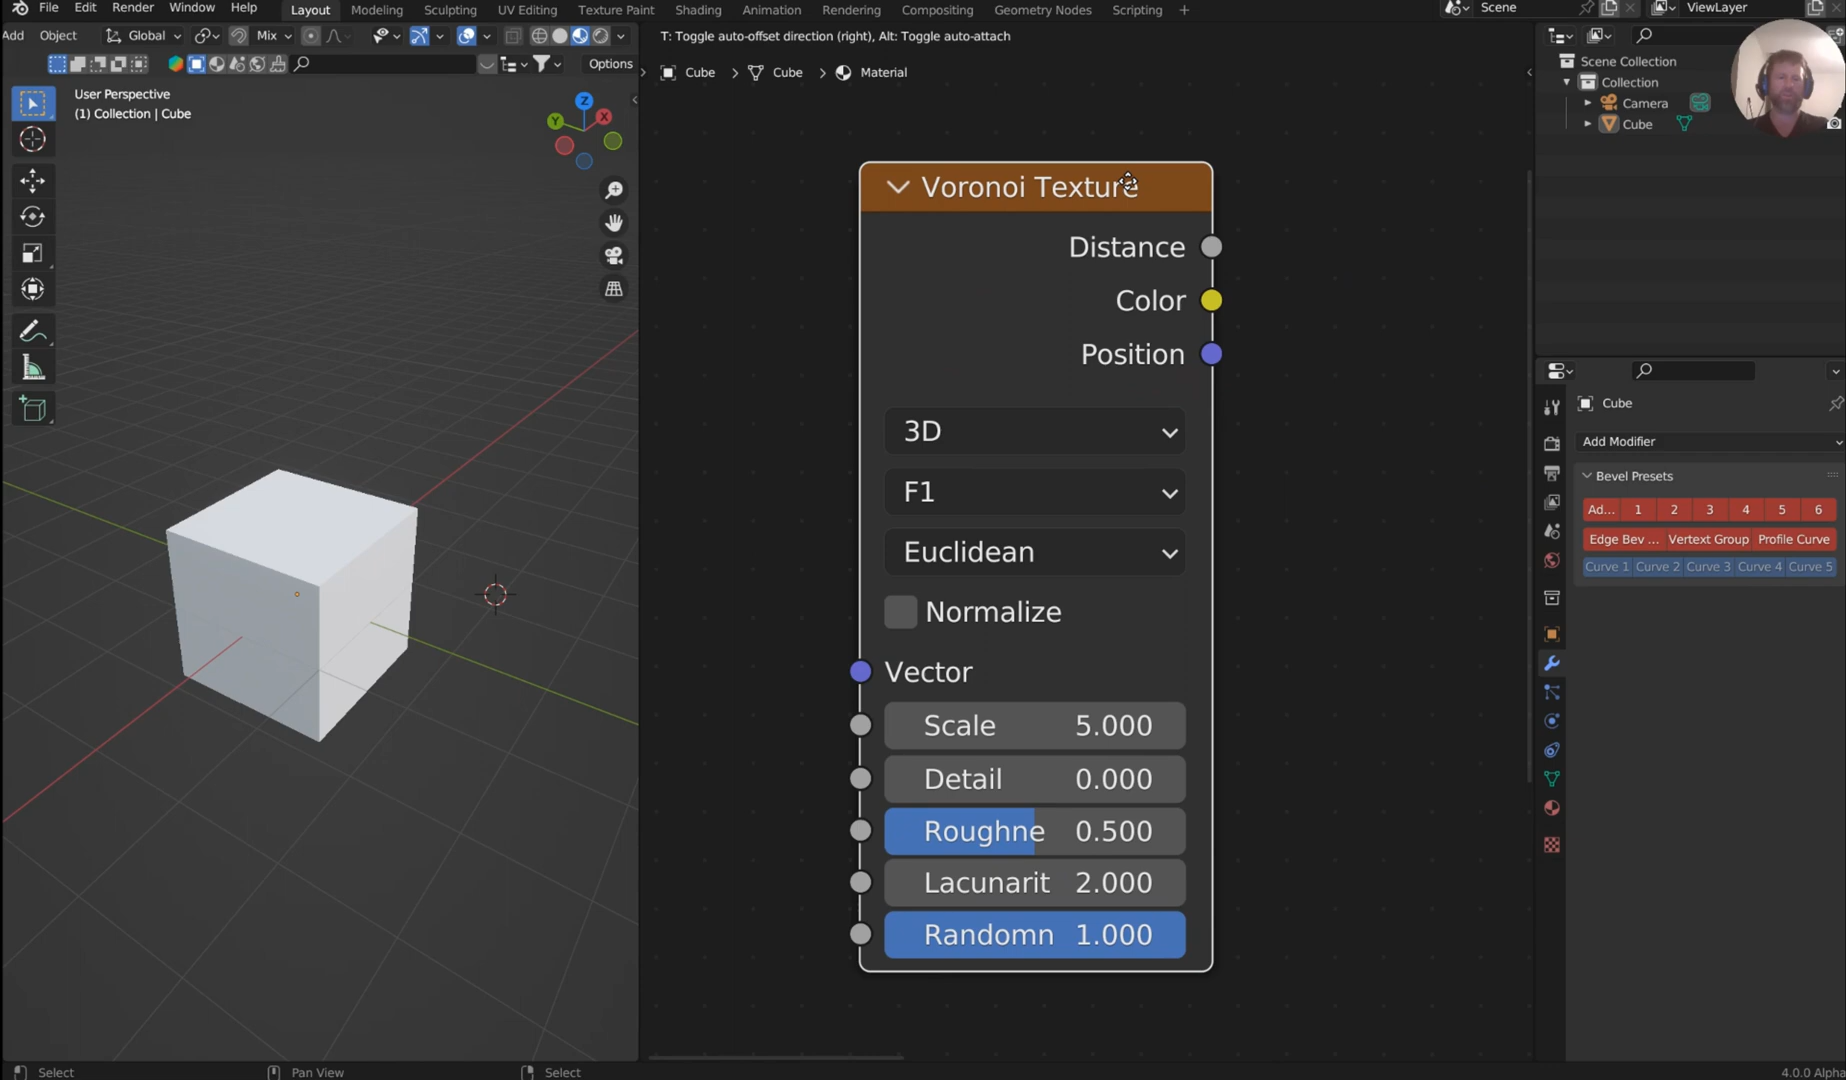 File Edit Render Window Help Layout Modeling Sculpting UV Editing Texture Paint Shading Animation Rendering Compositing Geometry Nodes Scripting + Scene ViewLayer
Add Object Global Mix T: Toggle auto-offset direction (right), Alt: Toggle auto-attach
Options
Cube Cube Material
User Perspective
(1) Collection | Cube
Z
Y
X
Scene Collection
Collection
Camera
Cube
Voronoi Texture
Distance
Color
Position
3D
F1
Euclidean
Normalize
Vector
Scale 5.000
Detail 0.000
Roughne 0.500
Lacunarit 2.000
Randomn 1.000
Cube
Add Modifier
Bevel Presets
Ad... 1 2 3 4 5 6
Edge Bev ... Vertext Group Profile Curve
Curve 1 Curve 2 Curve 3 Curve 4 Curve 5
Select Pan View Select 4.0.0 Alpha